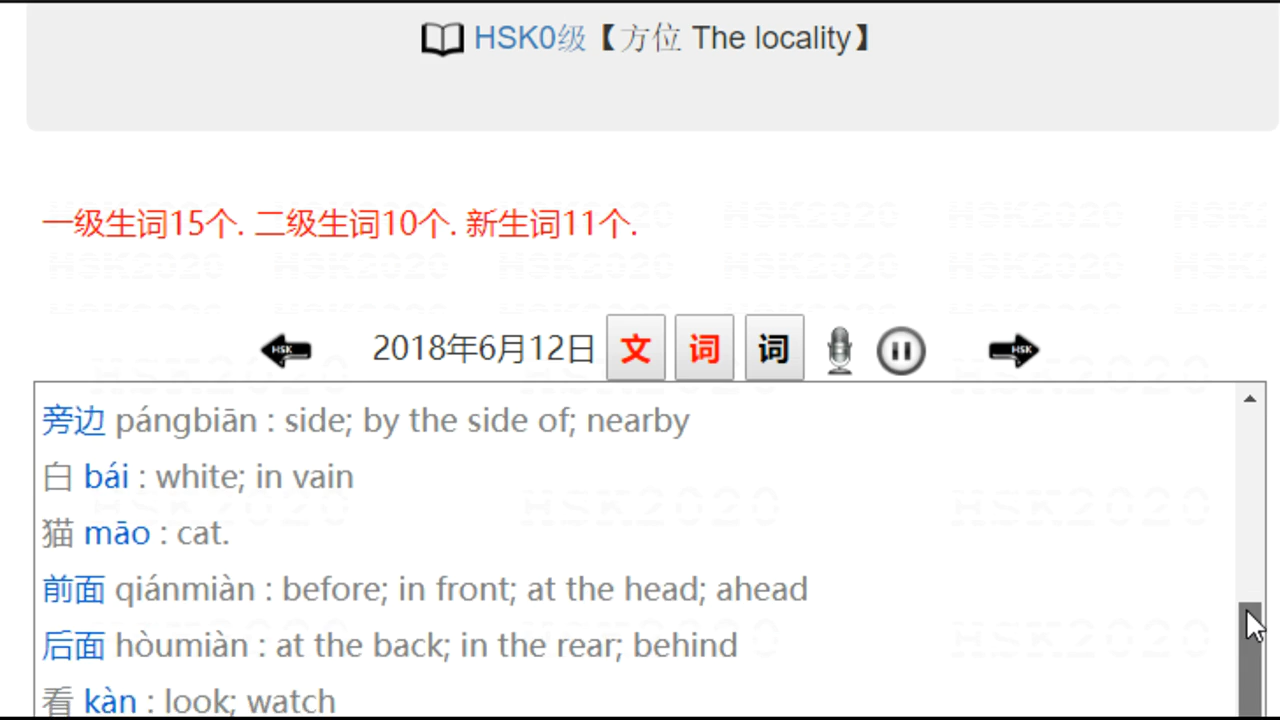 HSK0级【方位 The locality】
一级生词15个. 二级生词10个. 新生词11个.
HSK 2018年6月12日 文 词 词 HSK
旁边 pángbiān : side; by the side of; nearby
白 bái : white; in vain
猫 māo : cat.
前面 qiánmiàn : before; in front; at the head; ahead
后面 hòumiàn : at the back; in the rear; behind
看 kàn : look; watch